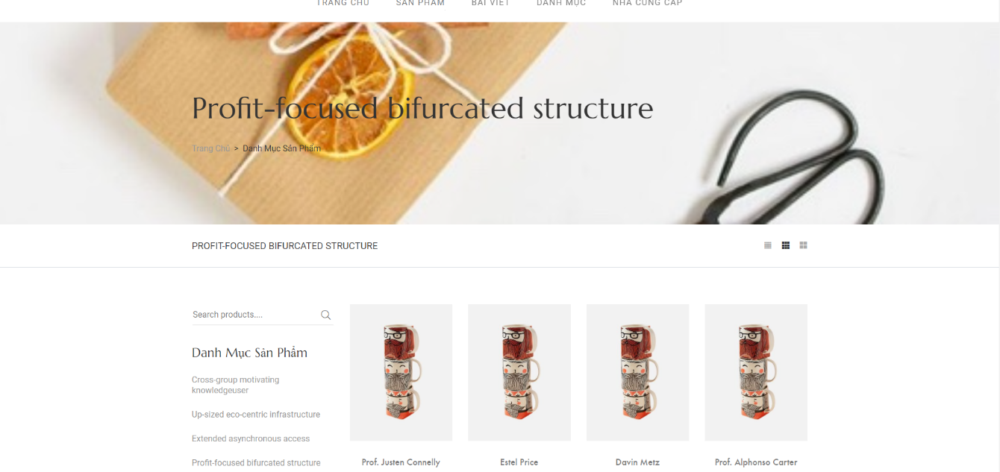 TRANG CHỦ SẢN PHẨM BÀI VIẾT DANH MỤC NHÀ CUNG CẤP
Profit-focused bifurcated structure
Trang Chủ > Danh Mục Sản Phẩm
PROFIT-FOCUSED BIFURCATED STRUCTURE
Search products....
Danh Mục Sản Phẩm
Cross-group motivating
knowledgeuser
Up-sized eco-centric infrastructure
Extended asynchronous access
Profit-focused bifurcated structure
Prof. Justen Connelly
Estel Price
Davin Metz
Prof. Alphonso Carter